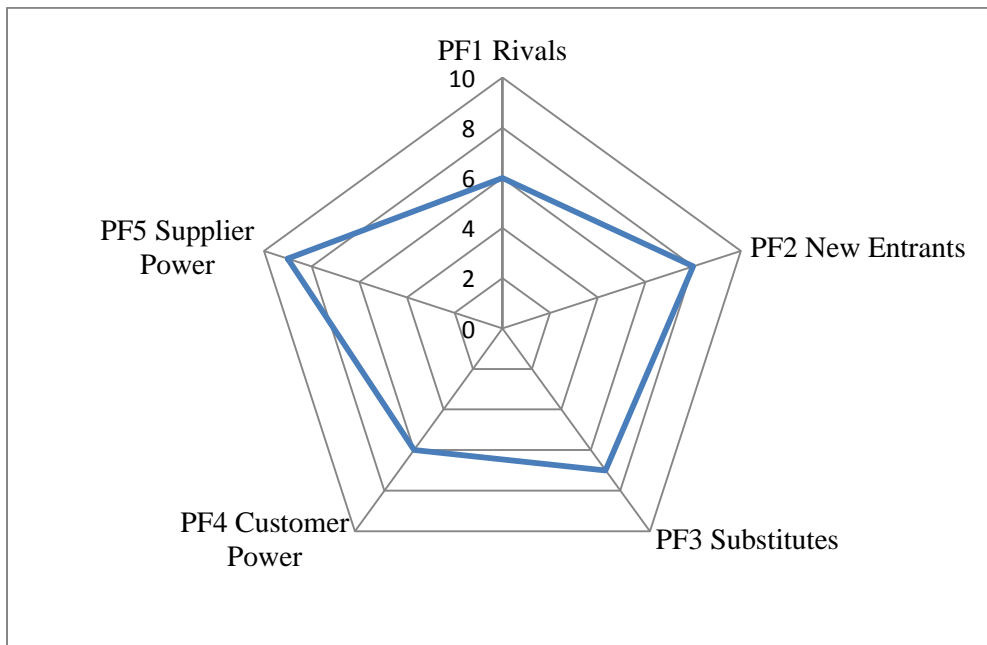 PF1 Rivals
10
8
6
4
2
0
PF2 New Entrants
PF3 Substitutes
PF4 Customer
Power
PF5 Supplier
Power